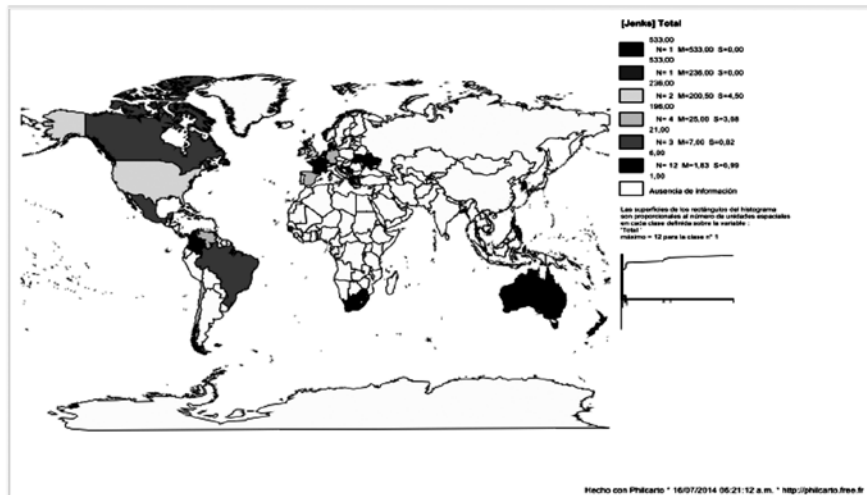 [Jenks] Total
533,00
N= 1 M=533,00 S=0,00
533,00
N= 1 M=236,00 S=0,00
236,00
N= 2 M=200,50 S=4,50
196,00
N= 4 M=25,00 S=3,98
21,00
N= 3 M=7,00 S=0,82
6,00
N= 12 M=1,83 S=0,99
1,00
Ausencia de información
Las superficies de los rectángulos del histograma
son proporcionales al número de unidades espaciales
en cada clase definida sobre la variable :
'Total '
máximo = 12 para la clase n° 1
Hecho con Philcarto * 16/07/2014 06:21:12 a.m. * http://philcarto.free.fr